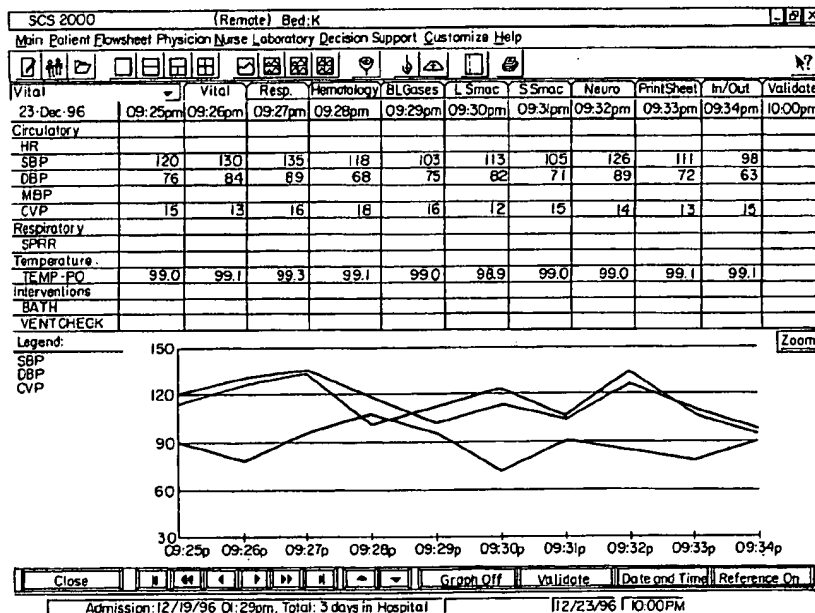 SCS 2000 (Remote) Bed:K
Main Patient Flowsheet Physician Nurse Laboratory Decision Support Customize Help
Vital Vital Resp. Hematology BLGases L Smac S Smac Neuro PrintSheet In/Out Validate
23-Dec-96 09:25pm 09:26pm 09:27pm 09:28pm 09:29pm 09:30pm 09:31pm 09:32pm 09:33pm 09:34pm 10:00pm
Circulatory
HR
SBP 120 130 135 118 103 113 105 126 111 98
DBP 76 84 89 68 75 82 71 89 72 63
MBP
CVP 15 13 16 18 16 12 15 14 13 15
Respiratory
SPRR
Temperature.
TEMP-PO 99.0 99.1 99.3 99.1 99.0 98.9 99.0 99.0 99.1 99.1
Interventions
BATH
VENTCHECK
Legend:
SBP
DBP
CVP
Zoom
150
120
90
60
30
09:25p 09:26p 09:27p 09:28p 09:29p 09:30p 09:31p 09:32p 09:33p 09:34p
Close Graph Off Validate Date and Time Reference On
Admission:12/19/96 01:29pm, Total: 3 days in Hospital 12/23/96 10:00PM